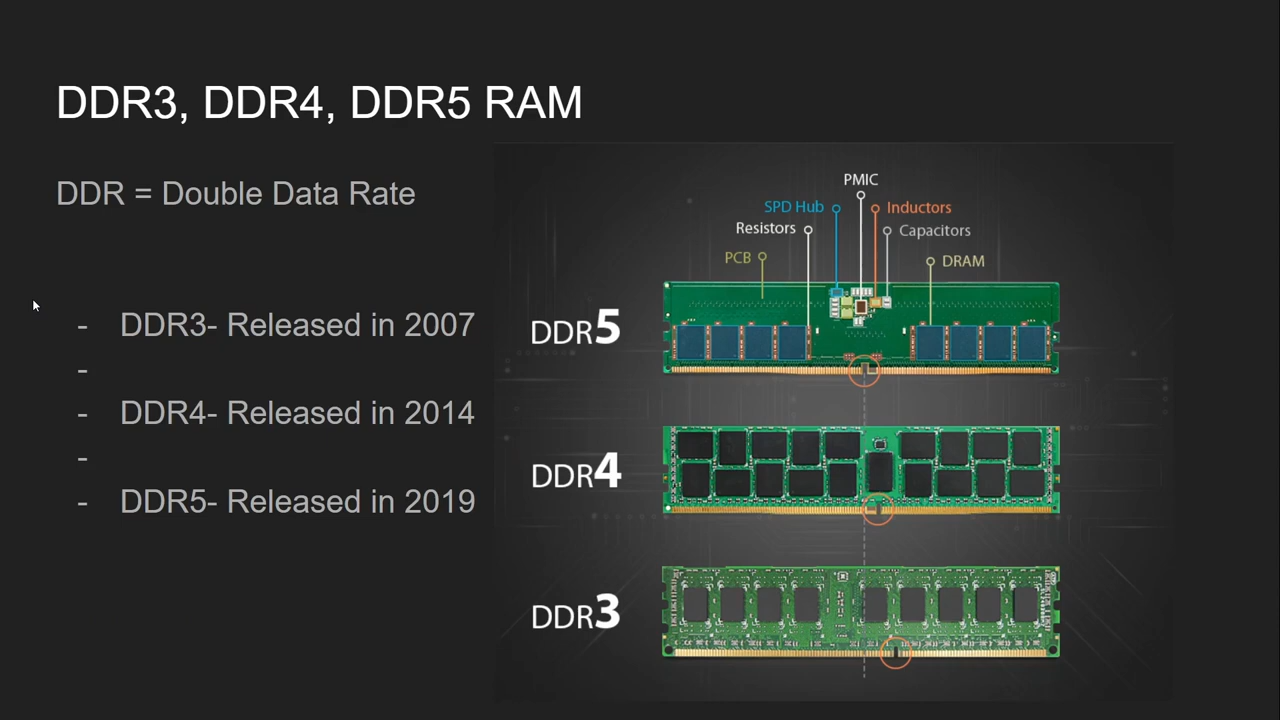 DDR3, DDR4, DDR5 RAM
DDR = Double Data Rate
- DDR3- Released in 2007
-
- DDR4- Released in 2014
-
- DDR5- Released in 2019
PMIC
SPD Hub
Inductors
Resistors
Capacitors
PCB
DRAM
DDR5
DDR4
DDR3